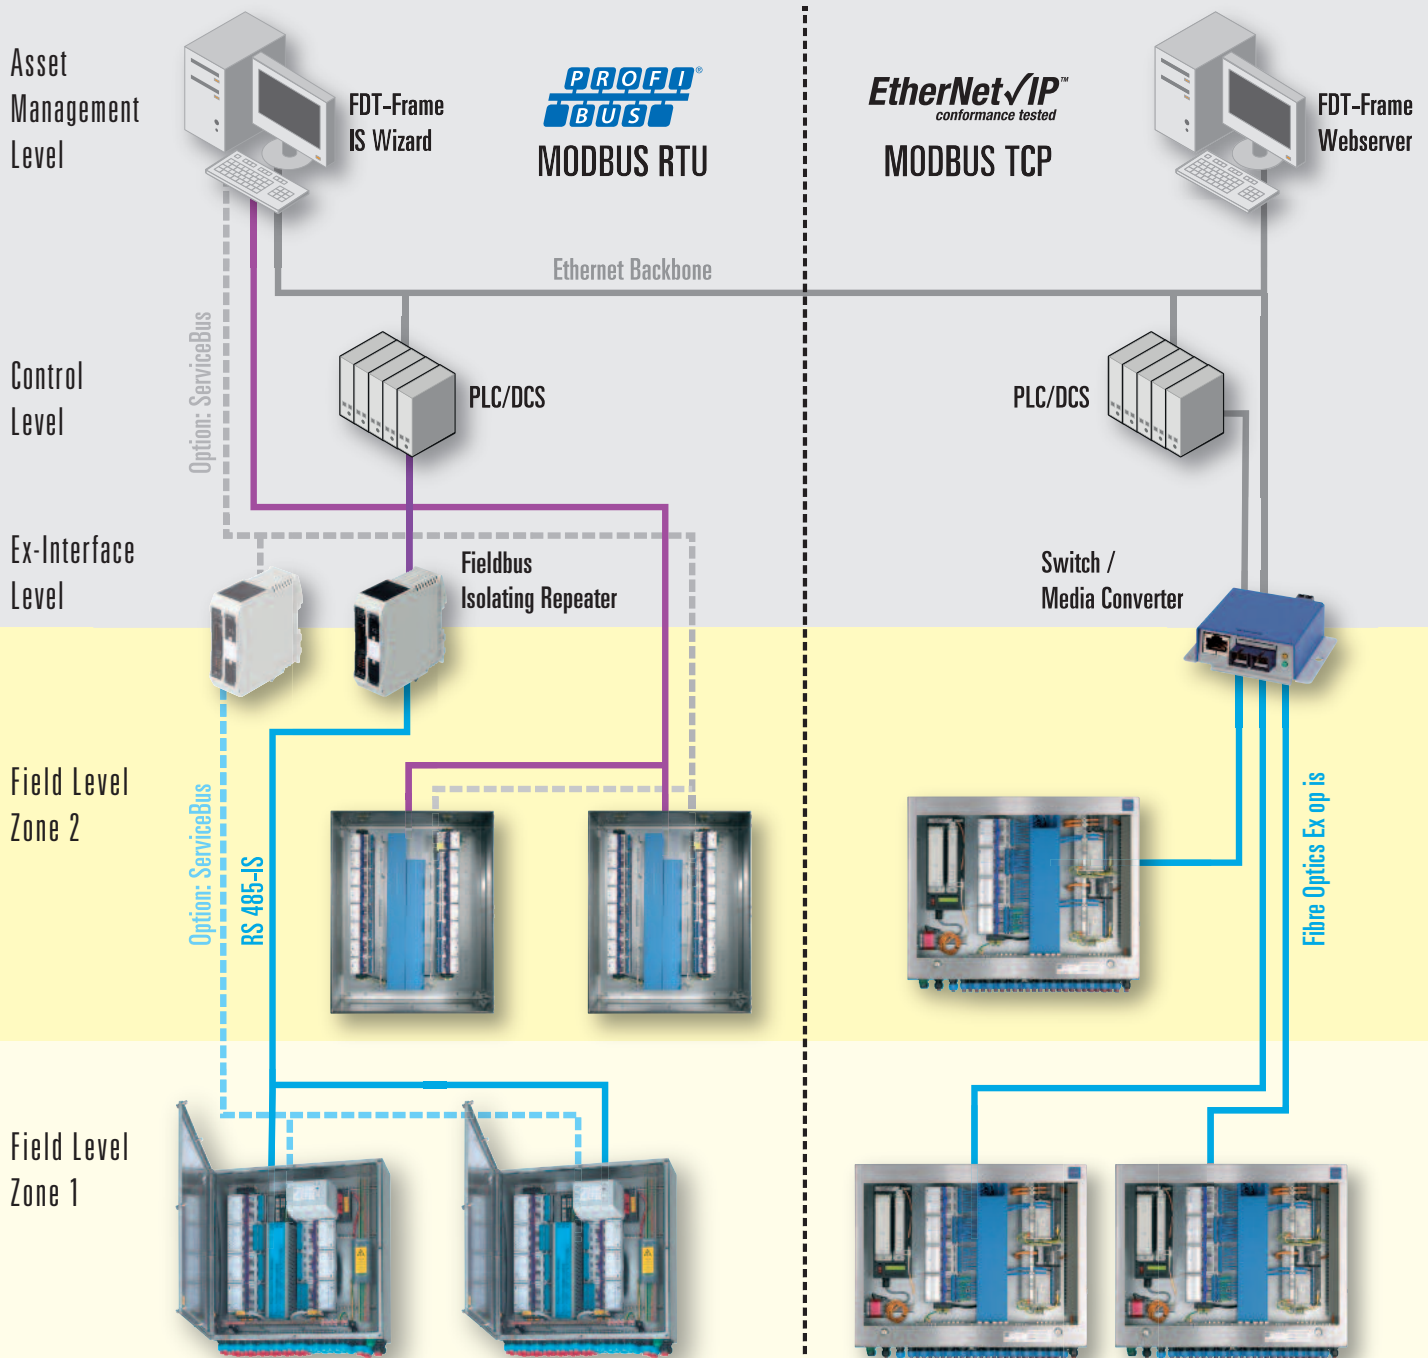 Asset
Management
Level
FDT-Frame
IS Wizard
PROFI®
BUS
MODBUS RTU
EtherNet/IP™
conformance tested
MODBUS TCP
FDT-Frame
Webserver
Ethernet Backbone
Option: ServiceBus
Control
Level
PLC/DCS
PLC/DCS
Ex-Interface
Level
Fieldbus
Isolating Repeater
Switch /
Media Converter
Field Level
Zone 2
Option: ServiceBus
RS 485-IS
Fibre Optics Ex op is
Field Level
Zone 1